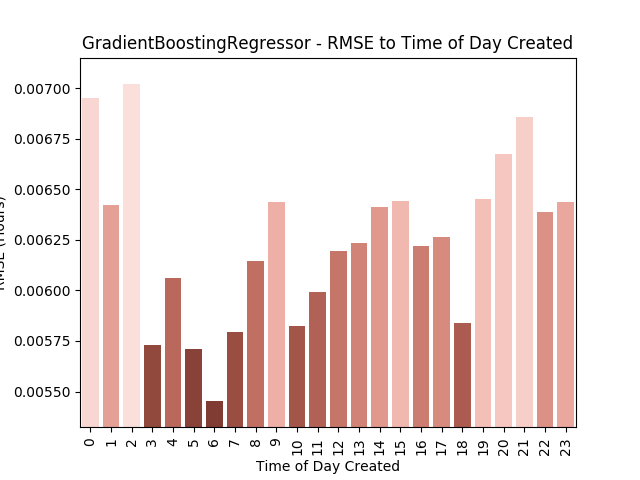 GradientBoostingRegressor - RMSE to Time of Day Created
0.00700
0.00675
0.00650
0.00625
0.00600
0.00575
0.00550
RMSE (Hours)
0 1 2 3 4 5 6 7 8 9 10 11 12 13 14 15 16 17 18 19 20 21 22 23
Time of Day Created